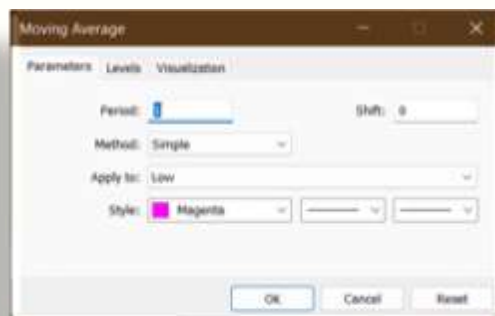 Moving Average
Parameters Levels Visualization
Period: Shift: 0
Method: Simple
Apply to: Low
Style: Magenta
OK Cancel Reset